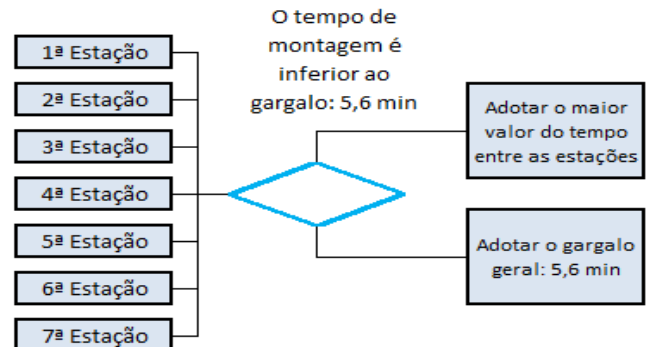 O tempo de
montagem é
inferior ao
gargalo: 5,6 min
1ª Estação
2ª Estação
3ª Estação
4ª Estação
5ª Estação
6ª Estação
7ª Estação
Adotar o maior
valor do tempo
entre as estações
Adotar o gargalo
geral: 5,6 min